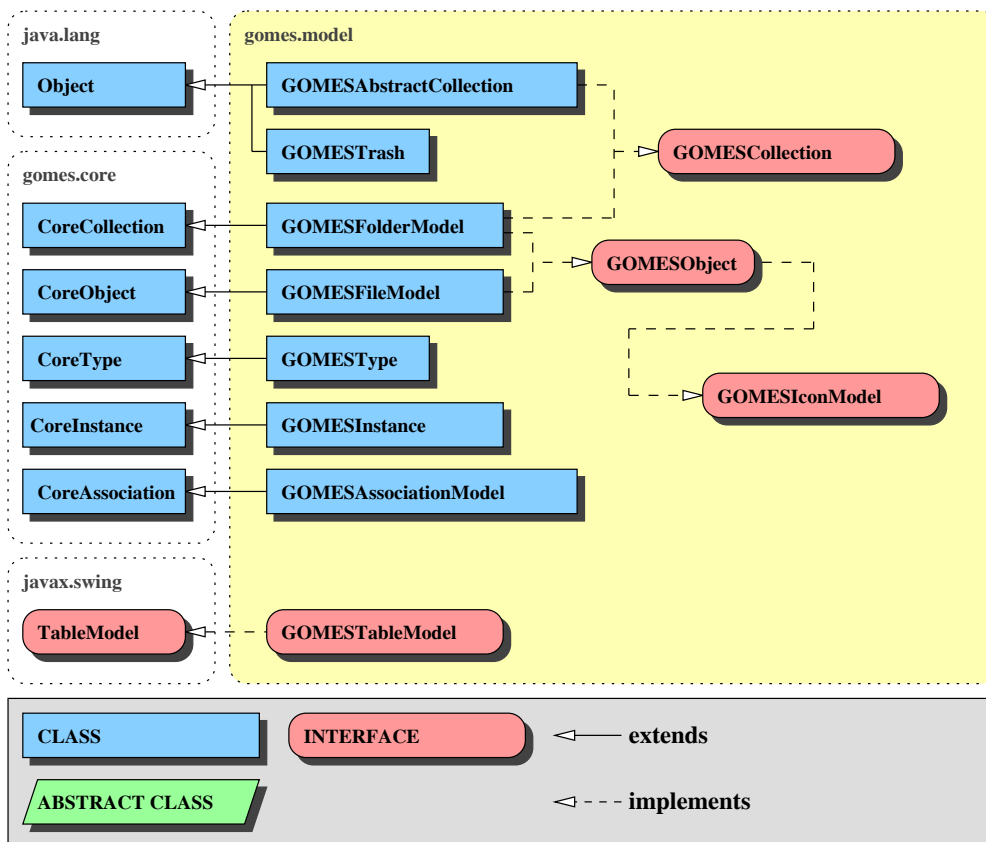 java.lang
gomes.model
Object
GOMESAbstractCollection
GOMESTrash
GOMESCollection
gomes.core
CoreCollection
GOMESFolderModel
GOMESObject
CoreObject
GOMESFileModel
CoreType
GOMESType
GOMESIconModel
CoreInstance
GOMESInstance
CoreAssociation
GOMESAssociationModel
javax.swing
TableModel
GOMESTableModel
CLASS
INTERFACE
extends
ABSTRACT CLASS
implements